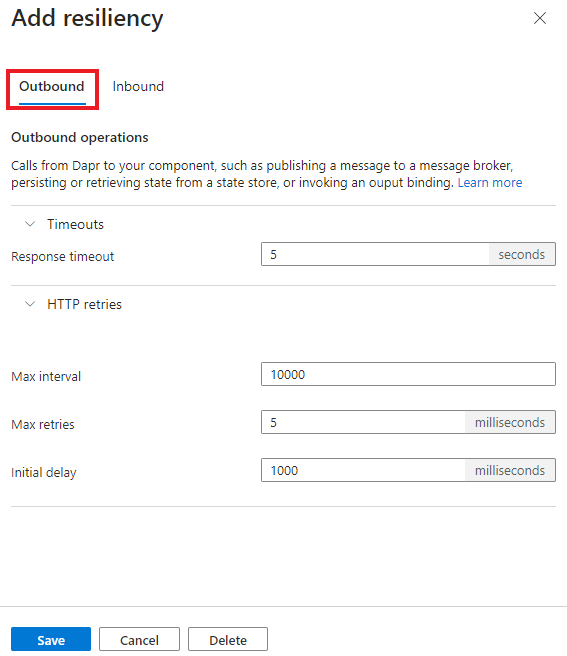 Add resiliency
Outbound Inbound
Outbound operations
Calls from Dapr to your component, such as publishing a message to a message broker,
persisting or retrieving state from a state store, or invoking an ouput binding. Learn more
Timeouts
Response timeout 5 seconds
HTTP retries
Max interval 10000
Max retries 5 milliseconds
Initial delay 1000 milliseconds
Save Cancel Delete